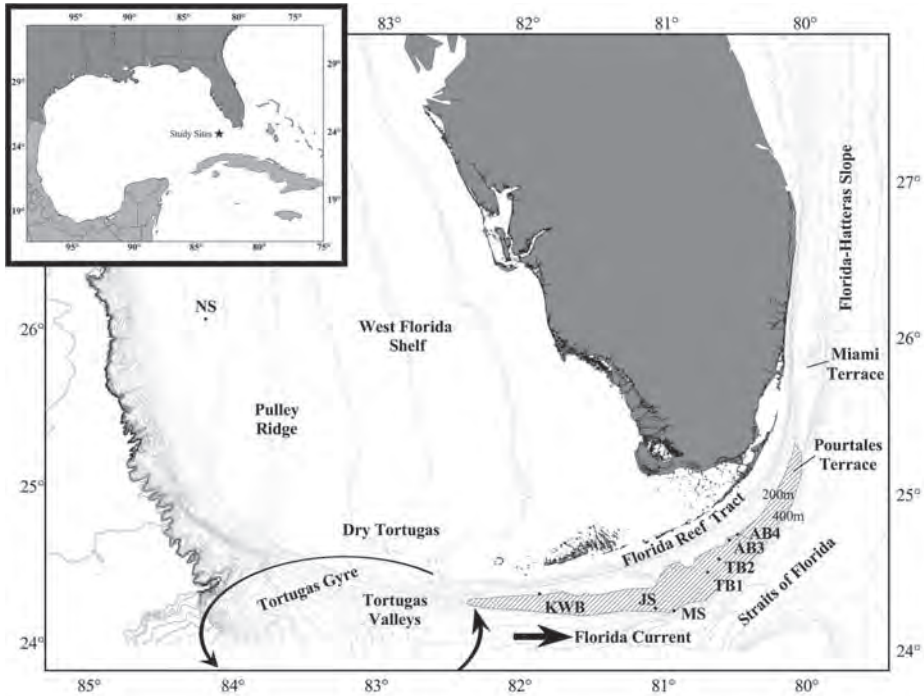 95° 90° 85° 80°
29°
24°
19°
29°
24°
19°
Study Sites
95° 90° 85° 80° 75°
82° 81° 80°
27°
26°
25°
24°
27°
26°
25°
24°
NS
West Florida
Shelf
Pulley
Ridge
Dry Tortugas
Tortugas Gyre
Tortugas
Valleys
Florida-Hatteras Slope
Miami
Terrace
Pourtales
Terrace
200m
400m
Florida Reef Tract
AB4
AB3
TB2
TB1
Straits of Florida
KWB
JS
MS
Florida Current
85° 84° 83° 82° 81° 80°